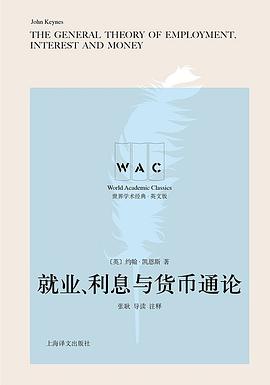 John Keynes
THE GENERAL THEORY OF EMPLOYMENT,
INTEREST AND MONEY
WAC
World Academic Classics
世界学术经典·英文版
〔英〕约翰·凯恩斯 著
就业、利息与货币通论
张耿 导读 注释
上海译文出版社